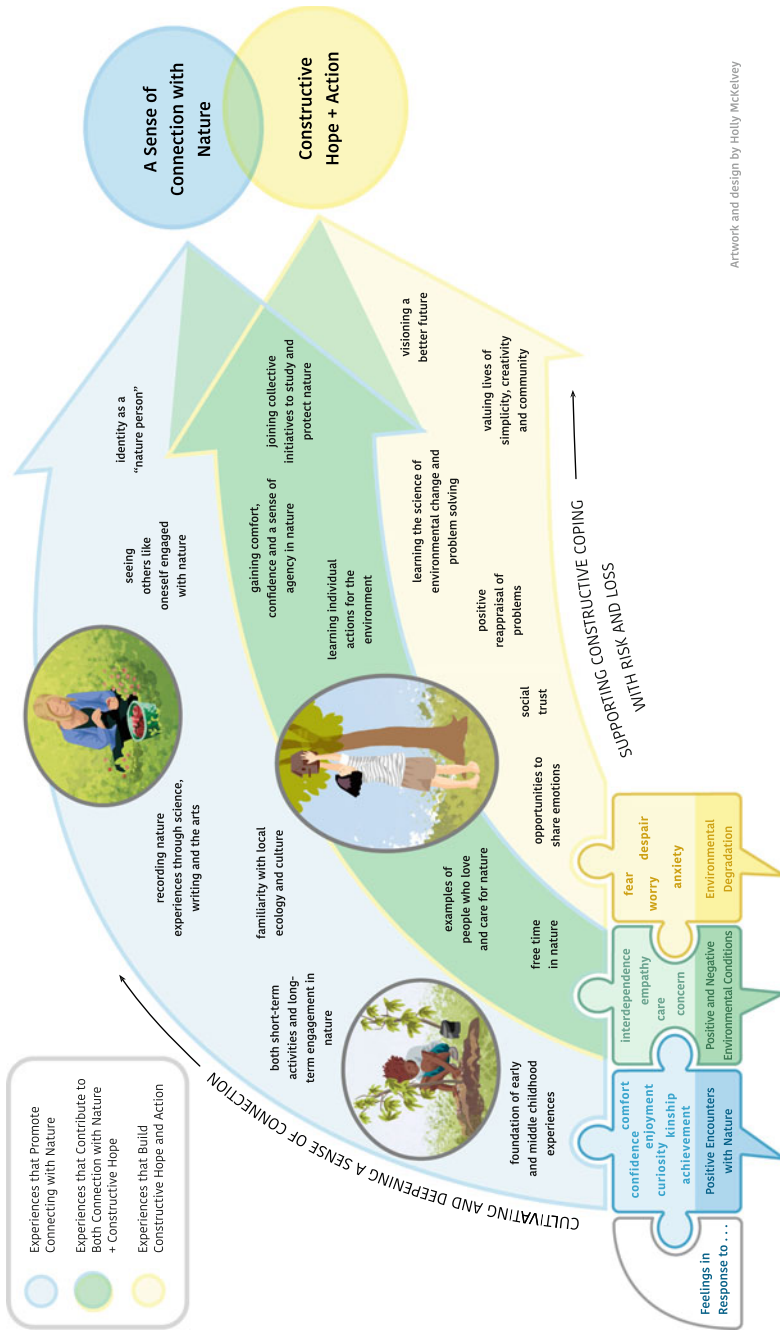 Experiences that Promote
Connecting with Nature
Experiences that Contribute to
Both Connection with Nature
+ Constructive Hope
Experiences that Build
Constructive Hope and Action
CULTIVATING AND DEEPENING A SENSE OF CONNECTION
foundation of early
and middle childhood
experiences
both short-term
activities and long-
term engagement in
nature
familiarity with local
ecology and culture
recording nature
experiences through science,
writing and the arts
seeing
others like
oneself engaged
with nature
identity as a
“nature person”
free time
in nature
examples of
people who love
and care for nature
learning individual
actions for the
environment
gaining comfort,
confidence and a sense of
agency in nature
joining collective
initiatives to study and
protect nature
opportunities to
share emotions
social
trust
positive
reappraisal of
problems
learning the science of
environmental change and
problem solving
valuing lives of
simplicity, creativity
and community
visioning a
better future
SUPPORTING CONSTRUCTIVE COPING
WITH RISK AND LOSS
A Sense of
Connection with
Nature
Constructive
Hope + Action
Feelings in
Response to . . .
comfort
confidence
enjoyment
curiosity
kinship
achievement
Positive Encounters
with Nature
interdependence
empathy
care
concern
Positive and Negative
Environmental Conditions
fear
despair
worry
anxiety
Environmental
Degradation
Artwork and design by Holly McKelvey